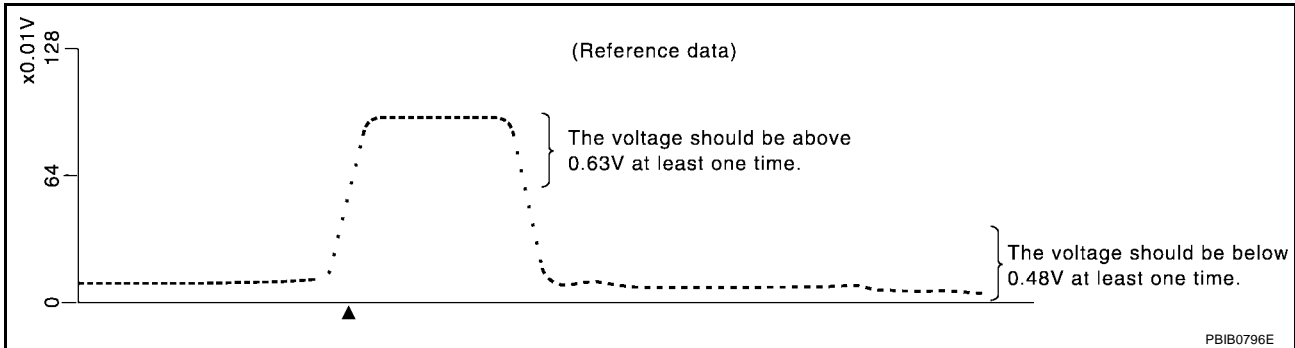 x0.01V
128
64
0
(Reference data)
The voltage should be above
0.63V at least one time.
The voltage should be below
0.48V at least one time.
PBIB0796E